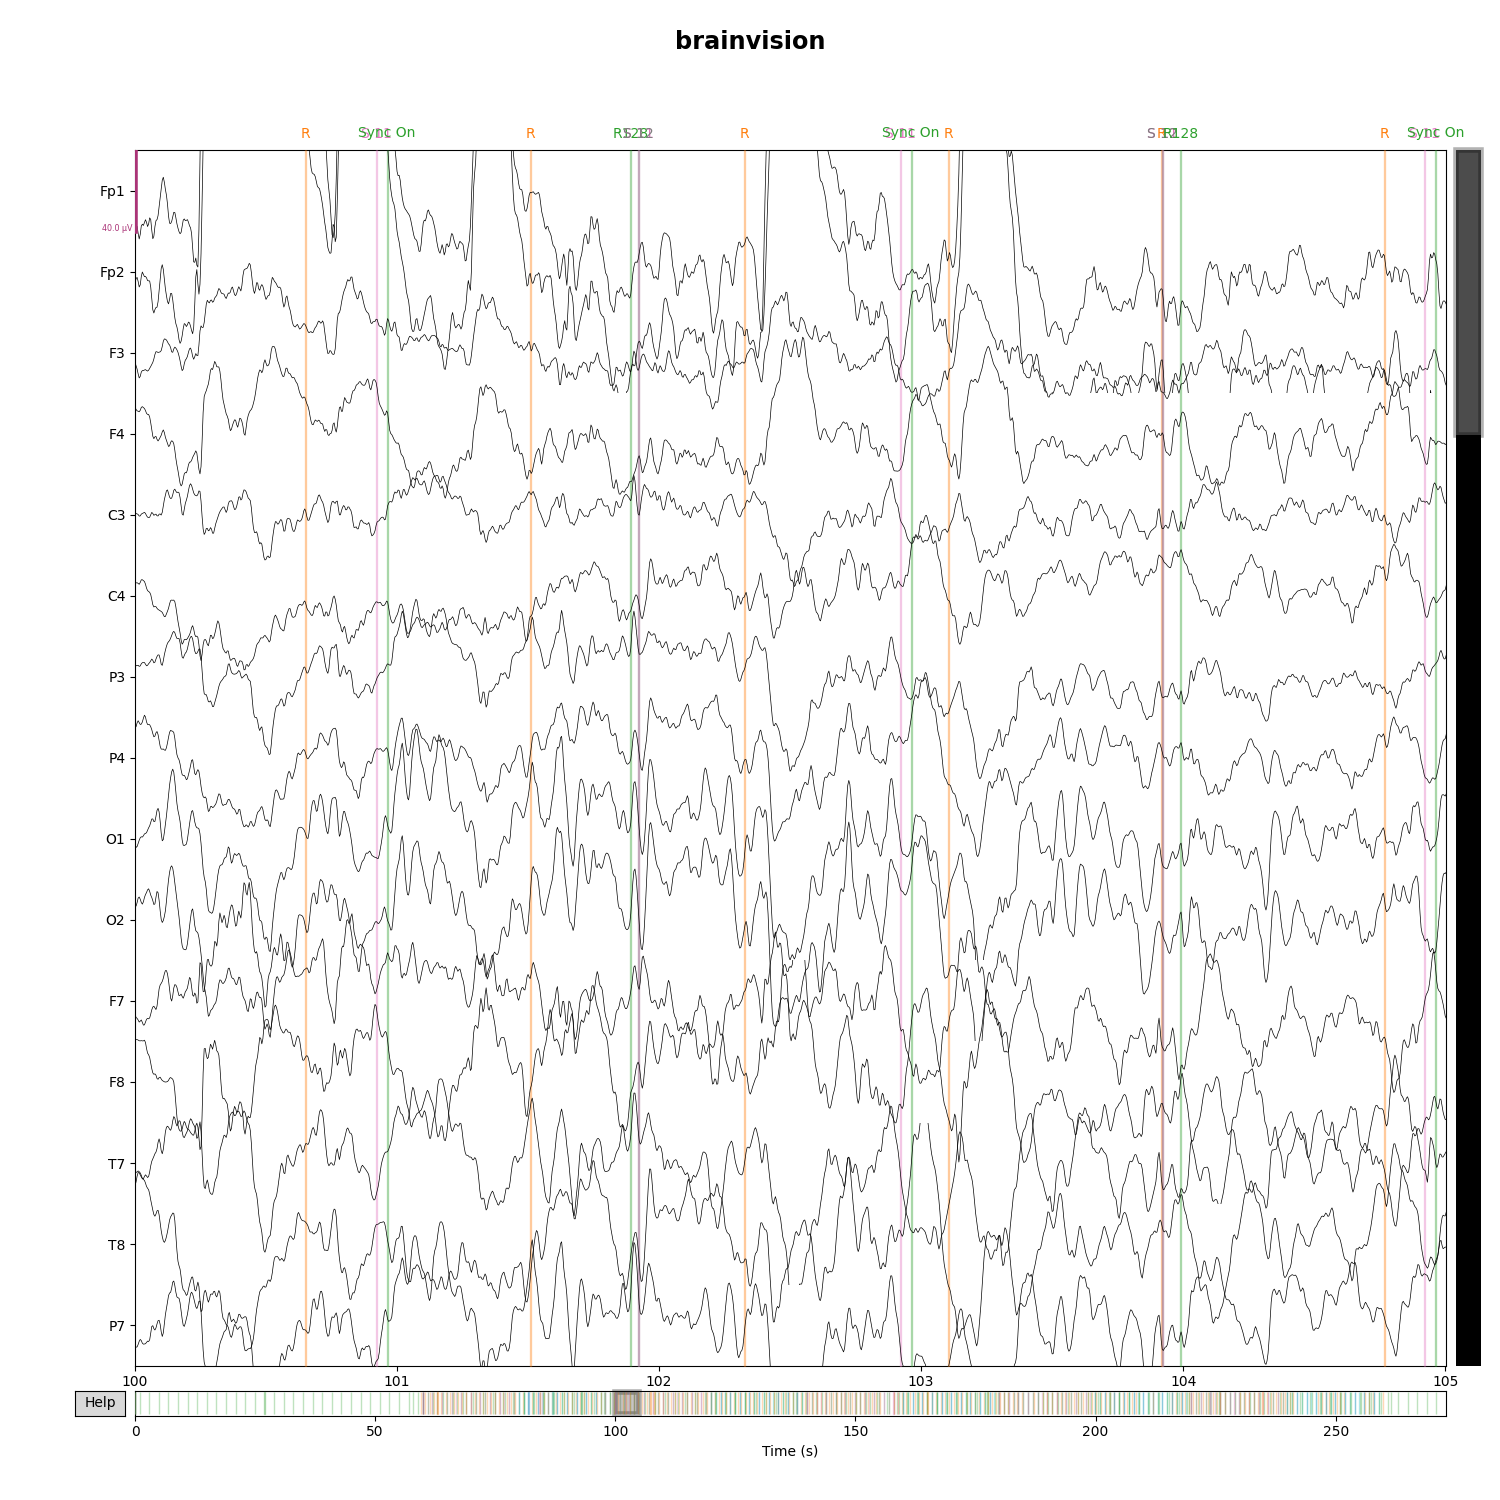 brainvision
R Sync On R R128 S 12 R Sync On R R128 R Sync On
Fp1
40.0 µV
Fp2
F3
F4
C3
C4
P3
P4
O1
O2
F7
F8
T7
T8
P7
100 101 102 103 104 105
Help
0 50 100 150 200 250
Time (s)